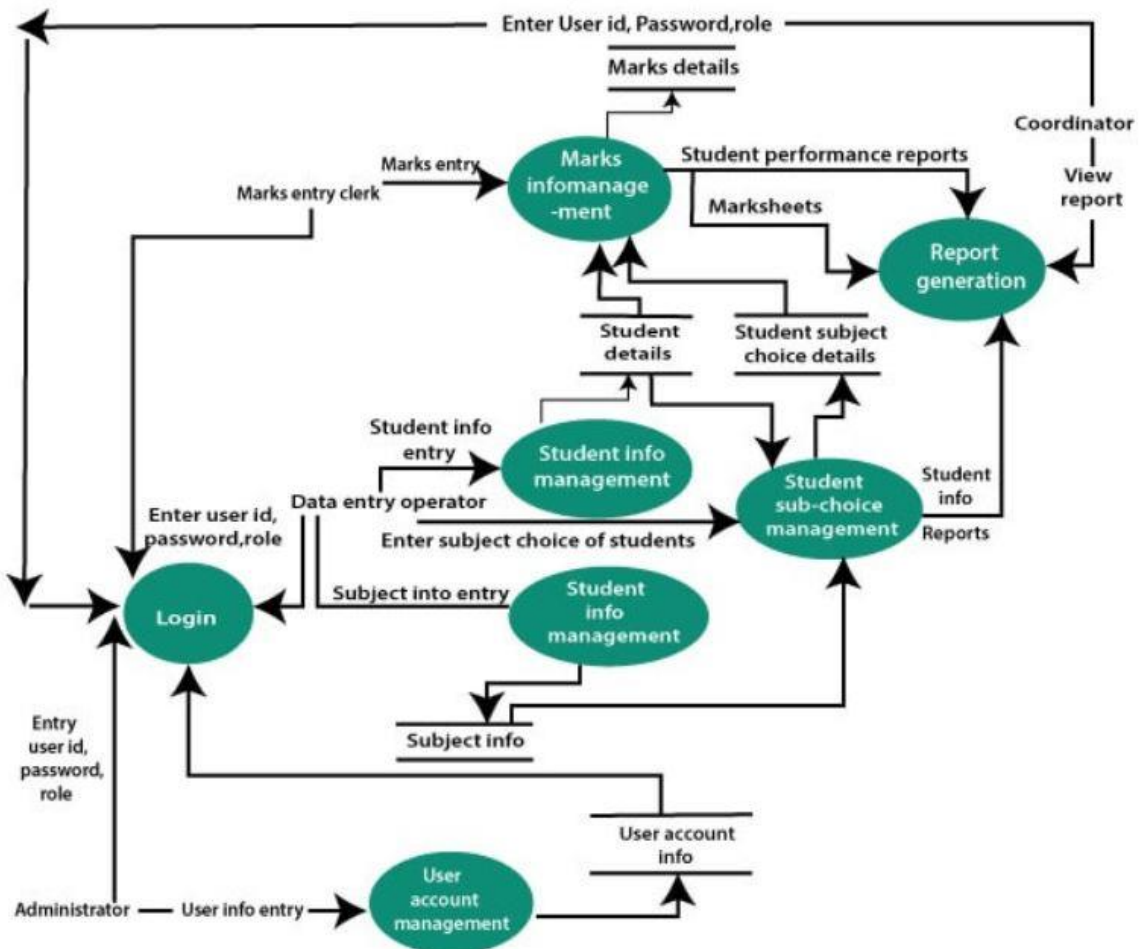 Enter User id, Password,role
Marks details
Coordinator
Marks entry
Marks
infomanage
-ment
Student performance reports
View
report
Marks entry clerk
Marksheets
Report
generation
Student
details
Student subject
choice details
Student info
entry
Student info
management
Student
sub-choice
management
Student
info
Reports
Data entry operator
Enter user id,
password,role
Enter subject choice of students
Subject into entry
Student
info
management
Login
Entry
user id,
password,
role
Subject info
User account
info
User
account
management
Administrator
User info entry